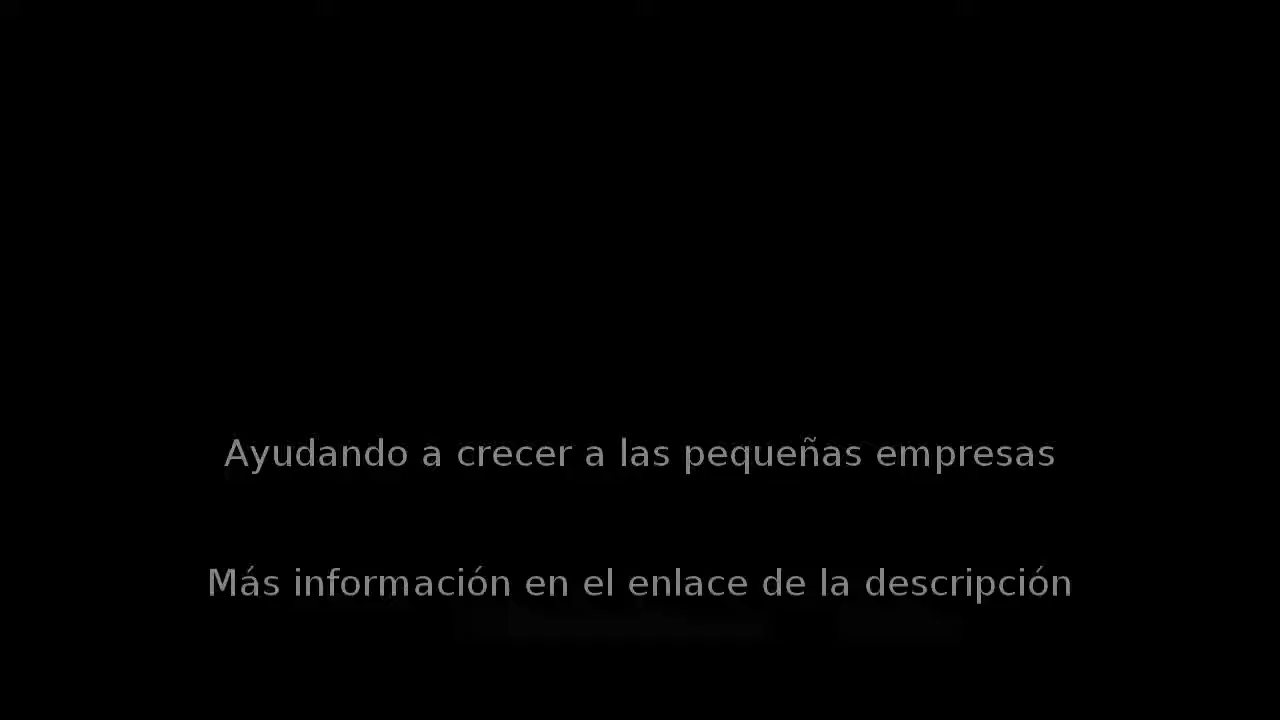 Ayudando a crecer a las pequeñas empresas
Más información en el enlace de la descripción